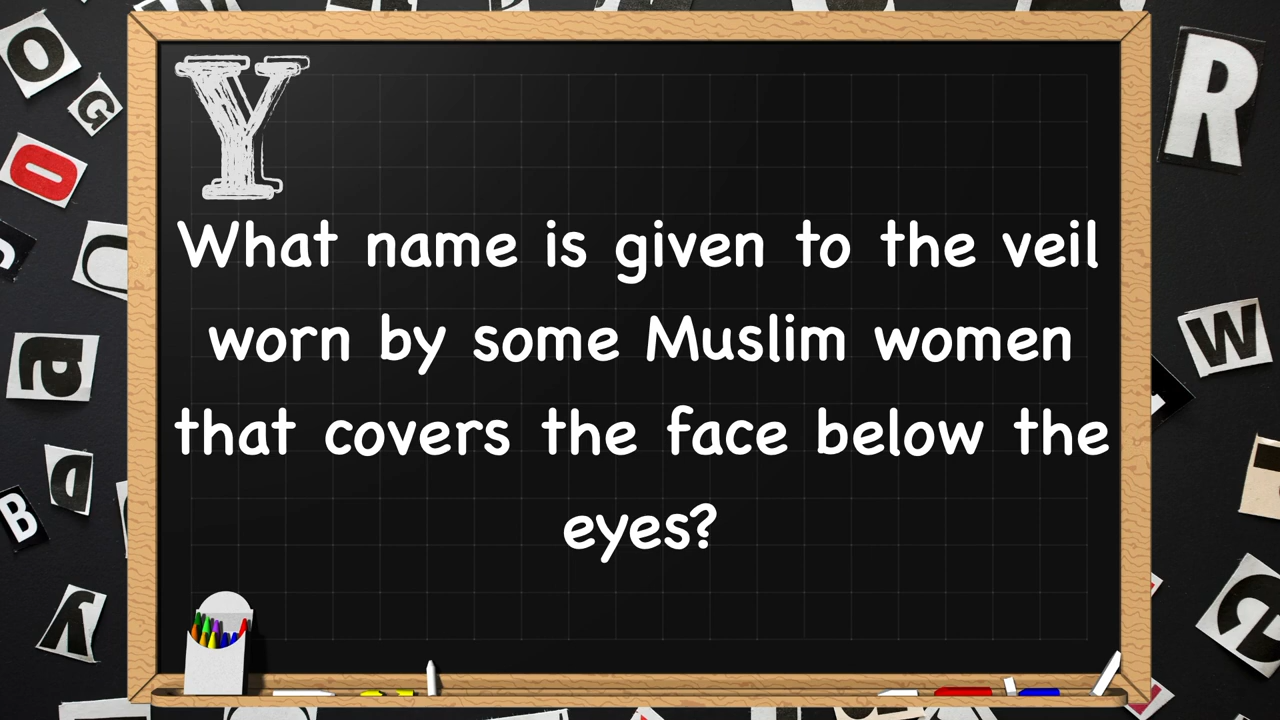 Y
What name is given to the veil
worn by some Muslim women
that covers the face below the
eyes?
O
G
O
a
D
B
y
R
W